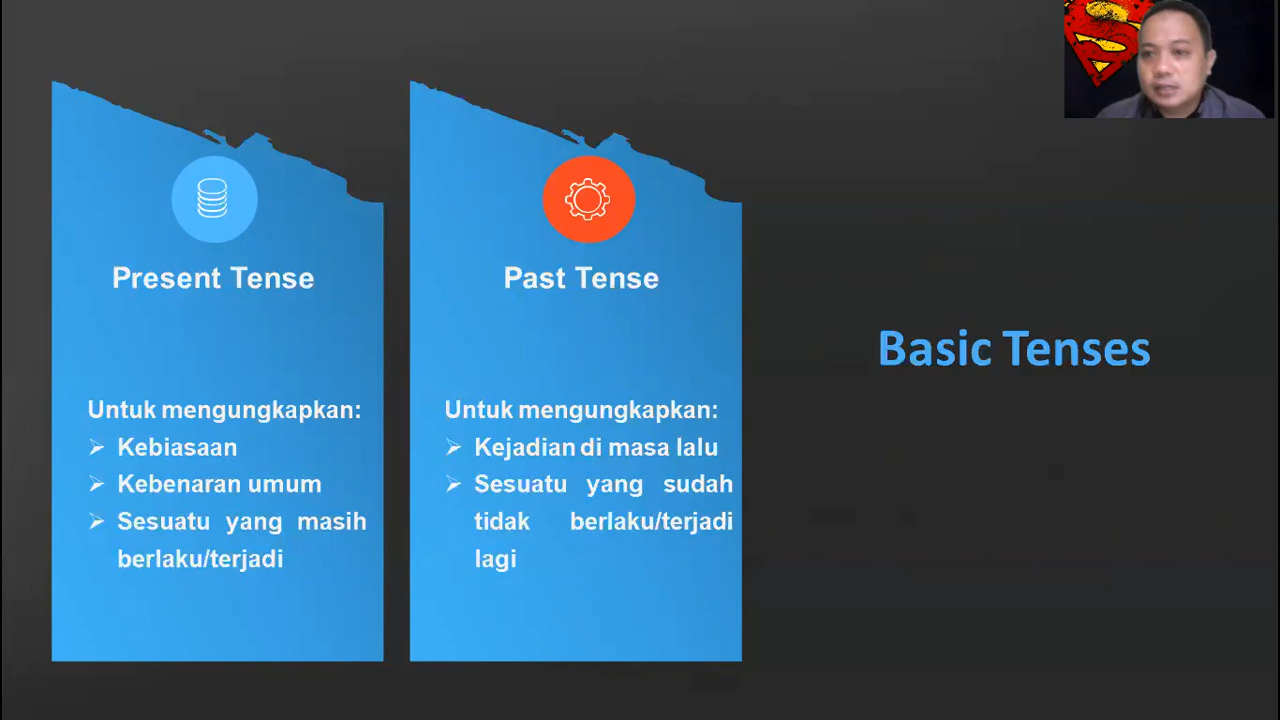 Present Tense
Untuk mengungkapkan:
Kebiasaan
Kebenaran umum
Sesuatu yang masih
berlaku/terjadi
Past Tense
Untuk mengungkapkan:
Kejadian di masa lalu
Sesuatu yang sudah
tidak berlaku/terjadi
lagi
Basic Tenses